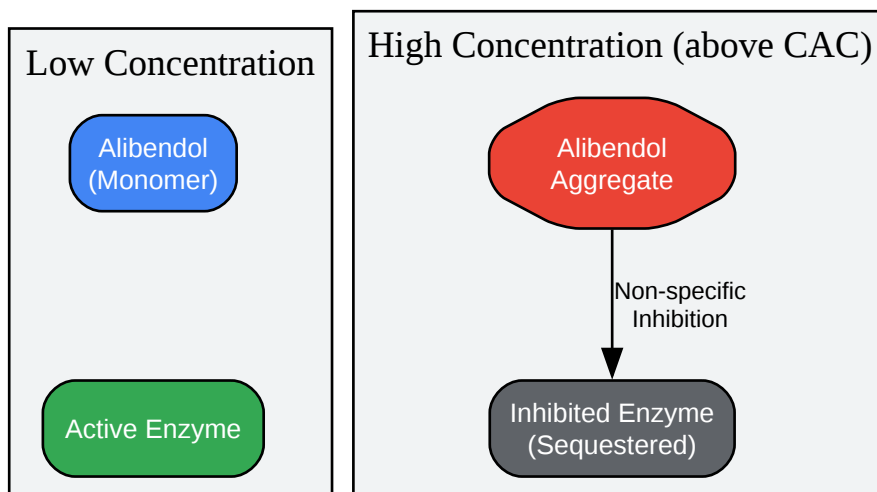 Low Concentration
Alibendol
(Monomer)
Active Enzyme
High Concentration (above CAC)
Alibendol
Aggregate
Non-specific
Inhibition
Inhibited Enzyme
(Sequestered)